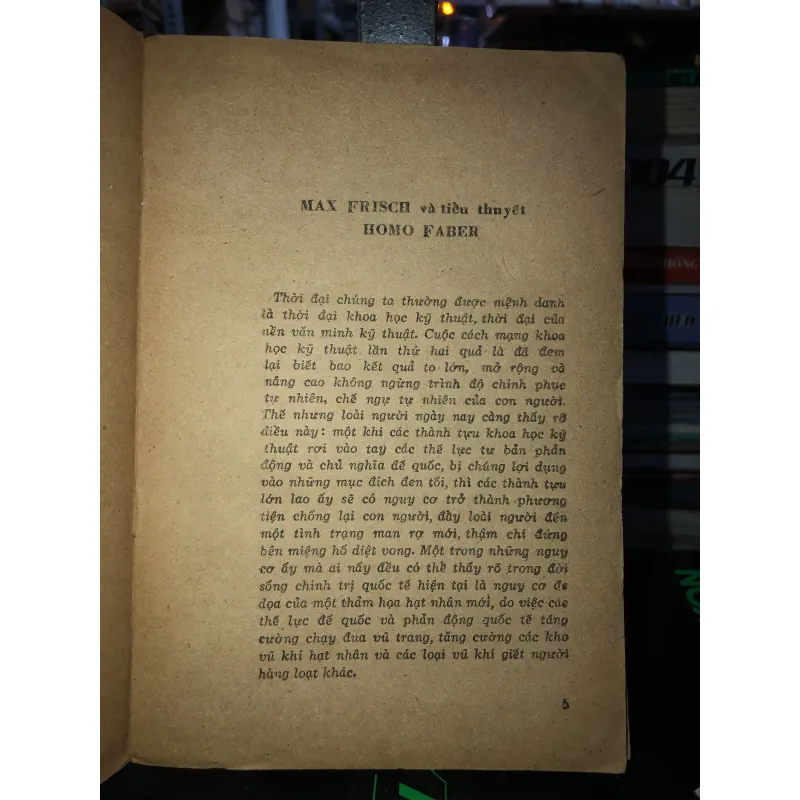 MAX FRISCH và tiểu thuyết
HOMO FABER
Thời đại chúng ta thường được mệnh danh
là thời đại khoa học kỹ thuật, thời đại của
nền văn minh kỹ thuật. Cuộc cách mạng khoa
học kỹ thuật lần thứ hai quả là đã đem
lại biết bao kết quả to lớn, mở rộng và
nâng cao không ngừng trình độ chinh phục
tự nhiên, chế ngự tự nhiên của con người.
Thế nhưng loài người ngày nay càng thấy rõ
điều này: một khi các thành tựu khoa học kỹ
thuật rơi vào tay các thế lực tư bản phản
động và chủ nghĩa đế quốc, bị chúng lợi dụng
vào những mục đích đen tối, thì các thành tựu
lớn lao ấy sẽ có nguy cơ trở thành phương
tiện chống lại con người, đẩy loài người đến
một tình trạng man rợ mới, thậm chí đứng
bên miệng hố diệt vong. Một trong những nguy
cơ ấy mà ai nấy đều có thể thấy rõ trong đời
sống chính trị quốc tế hiện tại là nguy cơ đe
dọa của một thảm họa hạt nhân mới, do việc các
thế lực đế quốc và phản động quốc tế tăng
cường chạy đua vũ trang, tăng cường các kho
vũ khí hạt nhân và các loại vũ khí giết người
hàng loạt khác.
5